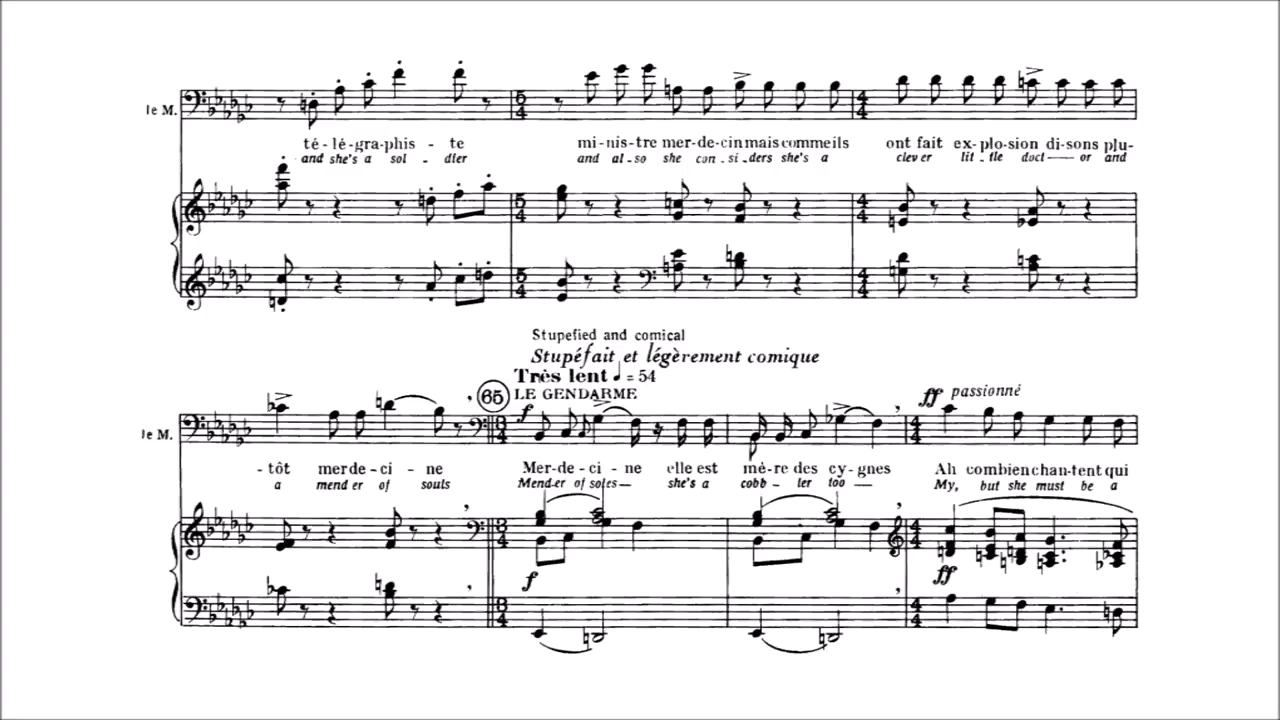 le M.
té - lé - gra - phis - te mi - nis - tre mer - de - cin mais comme ils ont fait ex - plo - sion di - sons plu -
and she's a sol - dier and al - so she con - si - ders she's a clever lit - tle doct — or and
Stupefied and comical
Stupéfait et légèrement comique
Très lent ♩ = 54
65 LE GENDARME
ff passionné
f
le M.
- tôt merde - ci - ne Mer - de - ci - ne elle est mère des cy - gnes Ah combien chan - tent qui
a mend er of souls Mend - er of soles — she's a cobb - ler too — My, but she must be a
f
ff